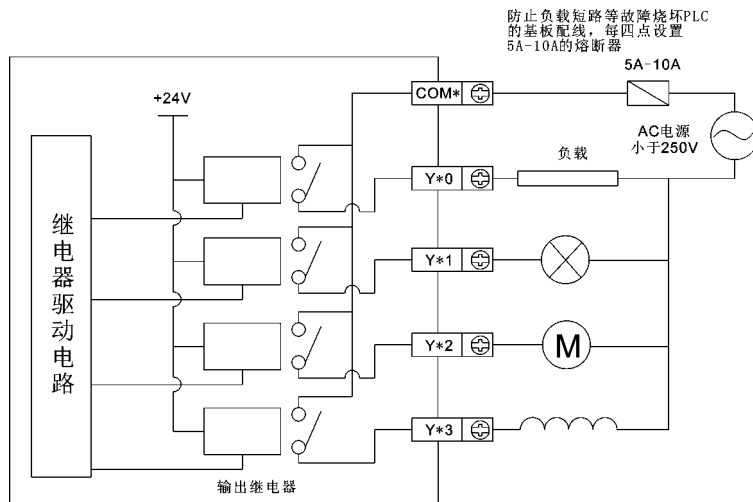 防止负载短路等故障烧坏PLC
的基板配线，每四点设置
5A-10A的熔断器
5A-10A
+24V
COM*
AC电源
小于250V
负载
Y*0
继电器驱动电路
Y*1
Y*2
M
Y*3
输出继电器